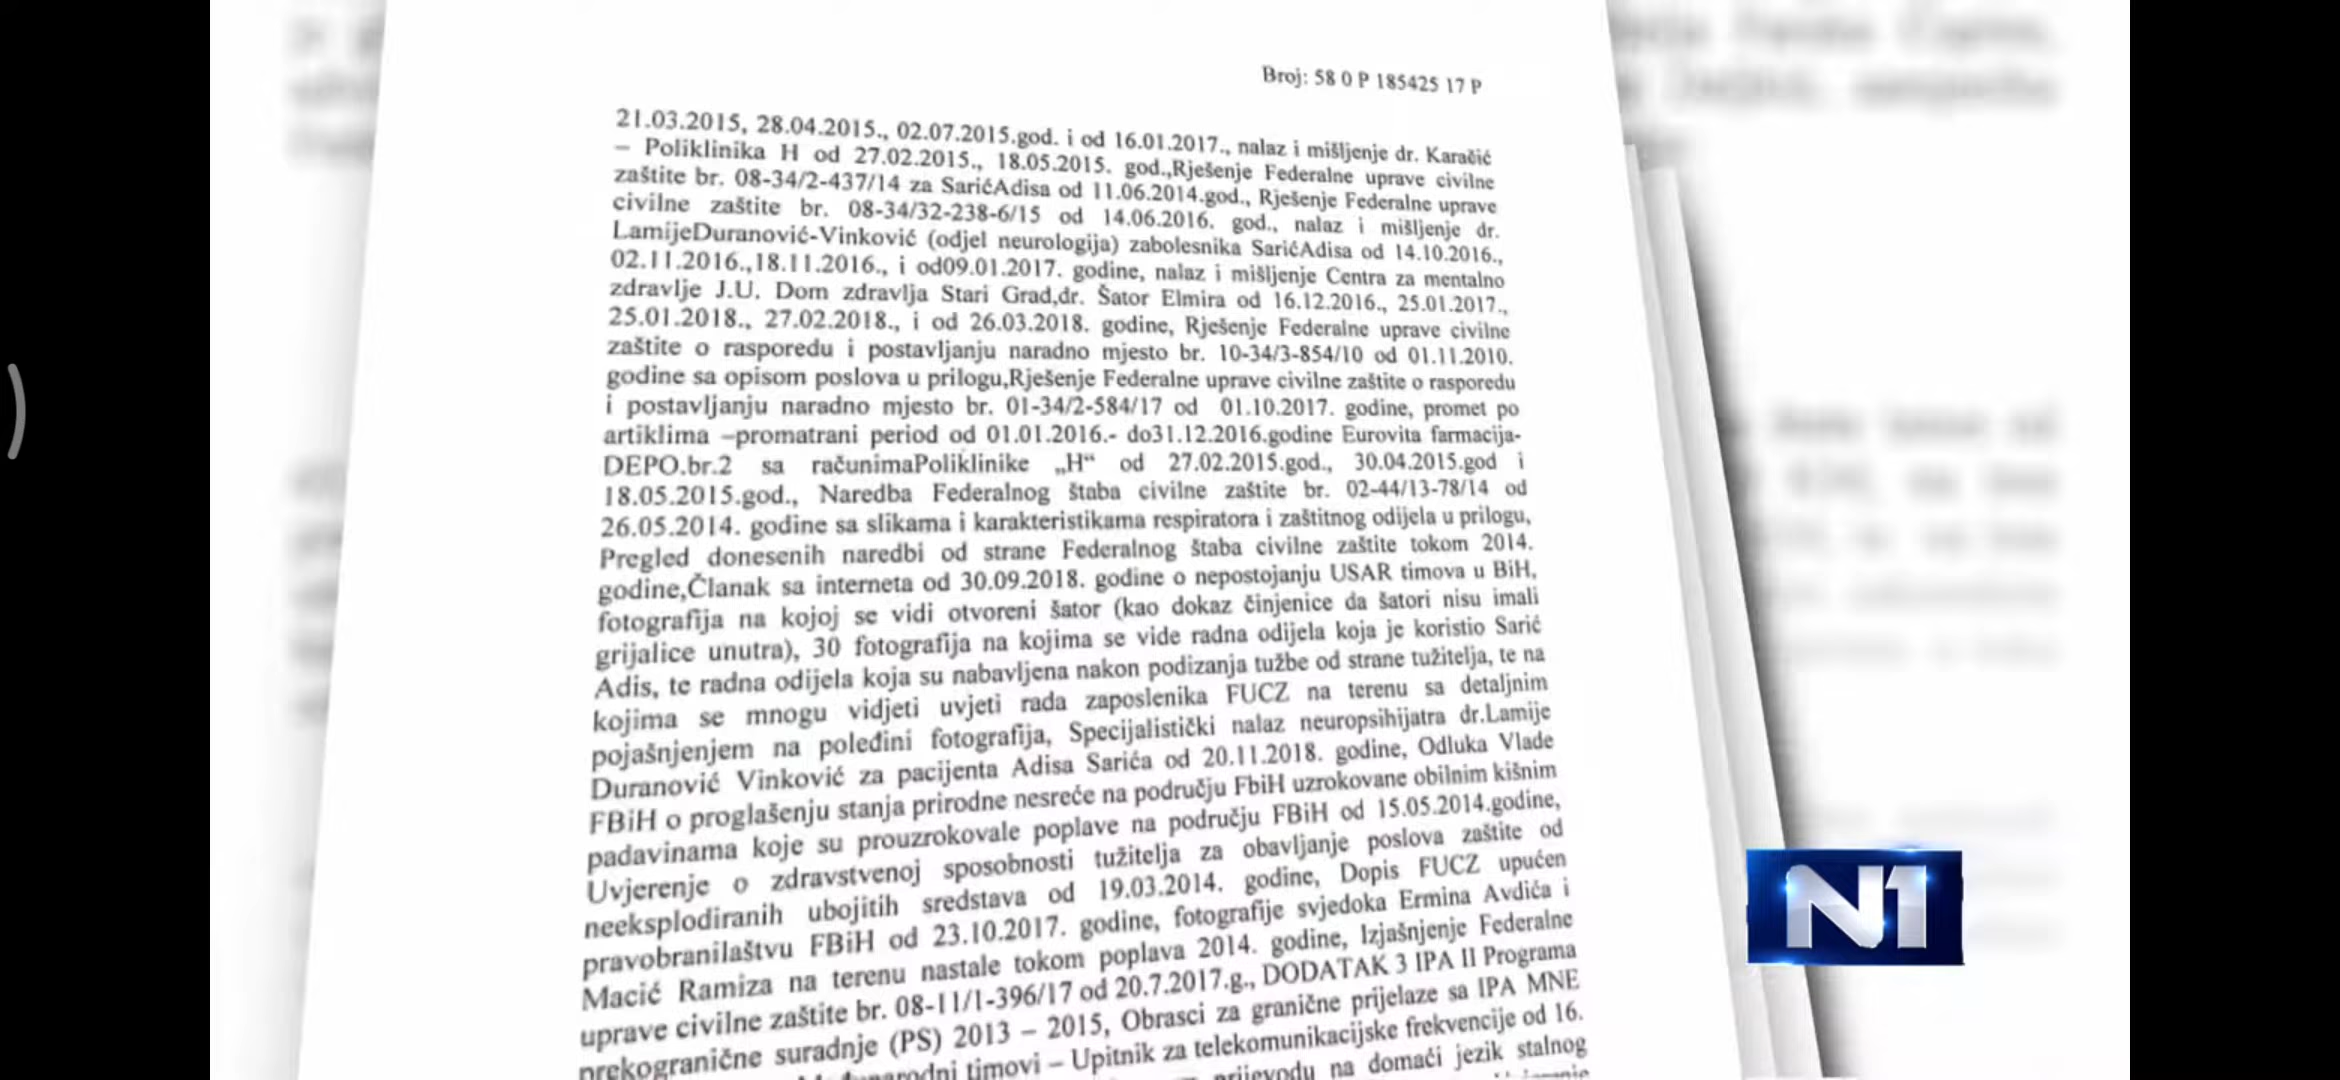 Broj: 58 0 P 185425 17 P
21.03.2015, 28.04.2015., 02.07.2015.god. i od 16.01.2017., nalaz i mišljenje dr. Karačić
– Poliklinika H od 27.02.2015., 18.05.2015. god.,Rješenje Federalne uprave civilne
zaštite br. 08-34/2-437/14 za SarićAdisa od 11.06.2014.god., Rješenje Federalne uprave
civilne zaštite br. 08-34/32-238-6/15 od 14.06.2016. god., nalaz i mišljenje dr.
LamijeDuranović-Vinković (odjel neurologija) zabolesnika SarićAdisa od 14.10.2016.,
02.11.2016.,18.11.2016., i od09.01.2017. godine, nalaz i mišljenje Centra za mentalno
zdravlje J.U. Dom zdravlja Stari Grad,dr. Šator Elmira od 16.12.2016., 25.01.2017.,
25.01.2018., 27.02.2018., i od 26.03.2018. godine, Rješenje Federalne uprave civilne
zaštite o rasporedu i postavljanju naradno mjesto br. 10-34/3-854/10 od 01.11.2010.
godine sa opisom poslova u prilogu,Rješenje Federalne uprave civilne zaštite o rasporedu
i postavljanju naradno mjesto br. 01-34/2-584/17 od 01.10.2017. godine, promet po
artiklima –promatrani period od 01.01.2016.- do31.12.2016.godine Eurovita farmacija-
DEPO.br.2 sa računimaPoliklinike „H“ od 27.02.2015.god., 30.04.2015.god i
18.05.2015.god., Naredba Federalnog štaba civilne zaštite br. 02-44/13-78/14 od
26.05.2014. godine sa slikama i karakteristikama respiratora i zaštitnog odijela u prilogu,
Pregled donesenih naredbi od strane Federalnog štaba civilne zaštite tokom 2014.
godine,Članak sa interneta od 30.09.2018. godine o nepostojanju USAR timova u BiH,
fotografija na kojoj se vidi otvoreni šator (kao dokaz činjenice da šatori nisu imali
grijalice unutra), 30 fotografija na kojima se vide radna odijela koja je koristio Sarić
Adis, te radna odijela koja su nabavljena nakon podizanja tužbe od strane tužitelja, te na
kojima se mnogu vidjeti uvjeti rada zaposlenika FUCZ na terenu sa detaljnim
pojašnjenjem na poleđini fotografija, Specijalistički nalaz neuropsihijatra dr.Lamije
Duranović Vinković za pacijenta Adisa Sarića od 20.11.2018. godine, Odluka Vlade
FBiH o proglašenju stanja prirodne nesreće na području FbiH uzrokovane obilnim kišnim
padavinama koje su prouzrokovale poplave na području FBiH od 15.05.2014.godine,
Uvjerenje o zdravstvenoj sposobnosti tužitelja za obavljanje poslova zaštite od
neeksplodiranih ubojitih sredstava od 19.03.2014. godine, Dopis FUCZ upućen
pravobranilaštvu FBiH od 23.10.2017. godine, fotografije svjedoka Ermina Avdića i
Macić Ramiza na terenu nastale tokom poplava 2014. godine, Izjašnjenje Federalne
uprave civilne zaštite br. 08-11/1-396/17 od 20.7.2017.g., DODATAK 3 IPA II Programa
prekogranične suradnje (PS) 2013 – 2015, Obrasci za granične prijelaze sa IPA MNE
timovi – Upitnik za telekomunikacijske frekvencije od 16.
prijevodu na domaći jezik stalnog
N1